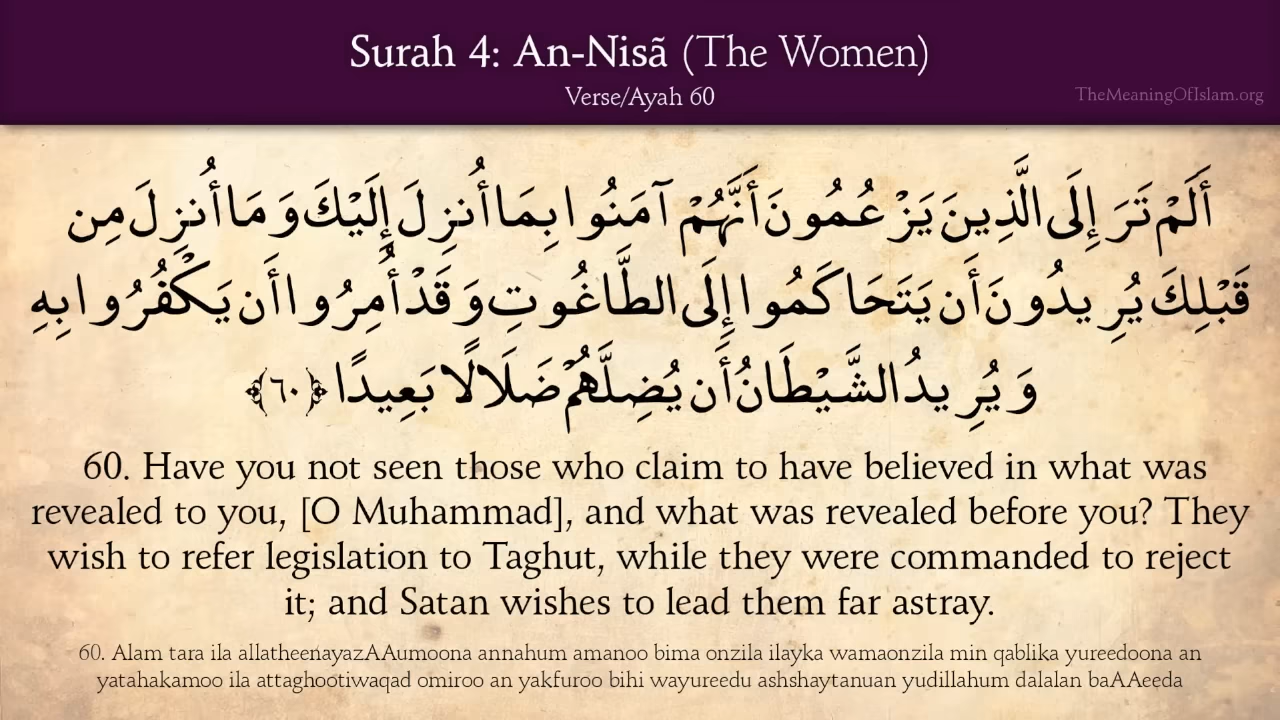 Surah 4: An-Nisã (The Women)
Verse/Ayah 60
TheMeaningOfIslam.org
أَلَمْ تَرَ إِلَى الَّذِينَ يَزْعُمُونَ أَنَّهُمْ آمَنُوا بِمَا أُنزِلَ إِلَيْكَ وَمَا أُنزِلَ مِن
قَبْلِكَ يُرِيدُونَ أَن يَتَحَاكَمُوا إِلَى الطَّاغُوتِ وَقَدْ أُمِرُوا أَن يَكْفُرُوا بِهِ
وَيُرِيدُ الشَّيْطَانُ أَن يُضِلَّهُمْ ضَلَالًا بَعِيدًا ﴿٦٠﴾
60. Have you not seen those who claim to have believed in what was
revealed to you, [O Muhammad], and what was revealed before you? They
wish to refer legislation to Taghut, while they were commanded to reject
it; and Satan wishes to lead them far astray.
60. Alam tara ila allatheenayazAAumoona annahum amanoo bima onzila ilayka wamaonzila min qablika yureedoona an
yatahakamoo ila attaghootiwaqad omiroo an yakfuroo bihi wayureedu ashshaytanuan yudillahum dalalan baAAeeda